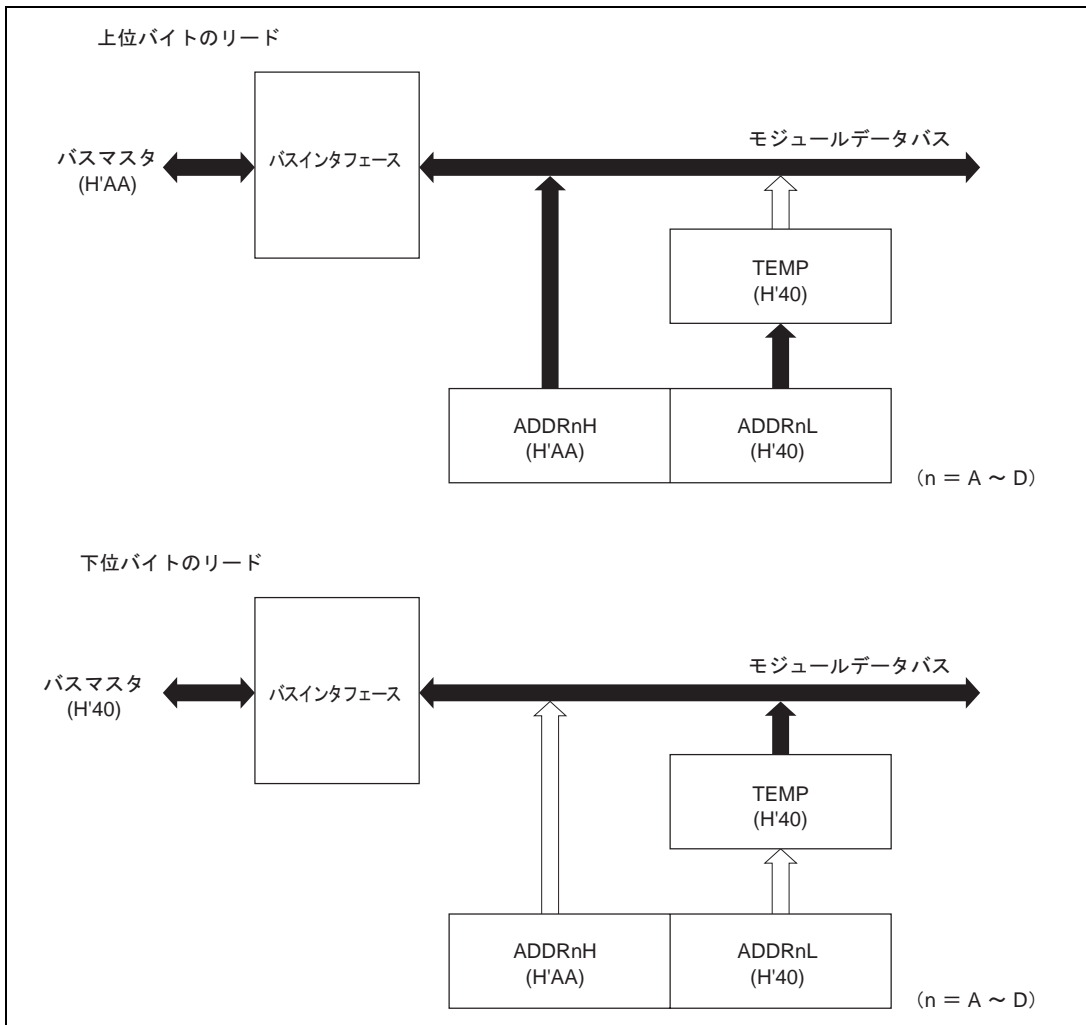 上位バイトのリード
バスマスタ
(H'AA)
バスインタフェース
モジュールデータバス
TEMP
(H'40)
ADDRnH
(H'AA)
ADDRnL
(H'40)
（n ＝ A ～ D）
下位バイトのリード
バスマスタ
(H'40)
バスインタフェース
モジュールデータバス
TEMP
(H'40)
ADDRnH
(H'AA)
ADDRnL
(H'40)
（n ＝ A ～ D）